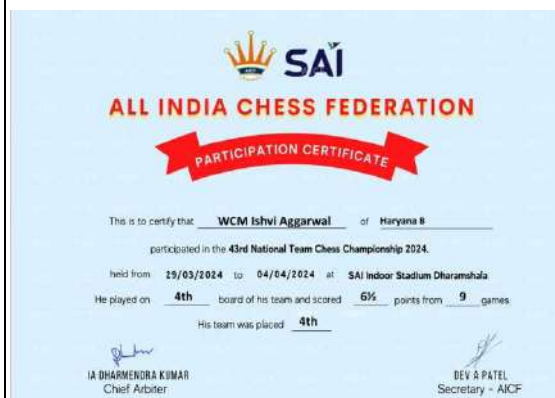 SAI
ALL INDIA CHESS FEDERATION
PARTICIPATION CERTIFICATE
This is to certify that WCM Ishvi Aggarwal of Haryana B
participated in the 43rd National Team Chess Championship 2024.
held from 29/03/2024 to 04/04/2024 at SAI Indoor Stadium Dharamshala
He played on 4th board of his team and scored 6½ points from 9 games
His team was placed 4th
IA DHARMENDRA KUMAR DEV A PATEL
Chief Arbiter Secretary - AICF